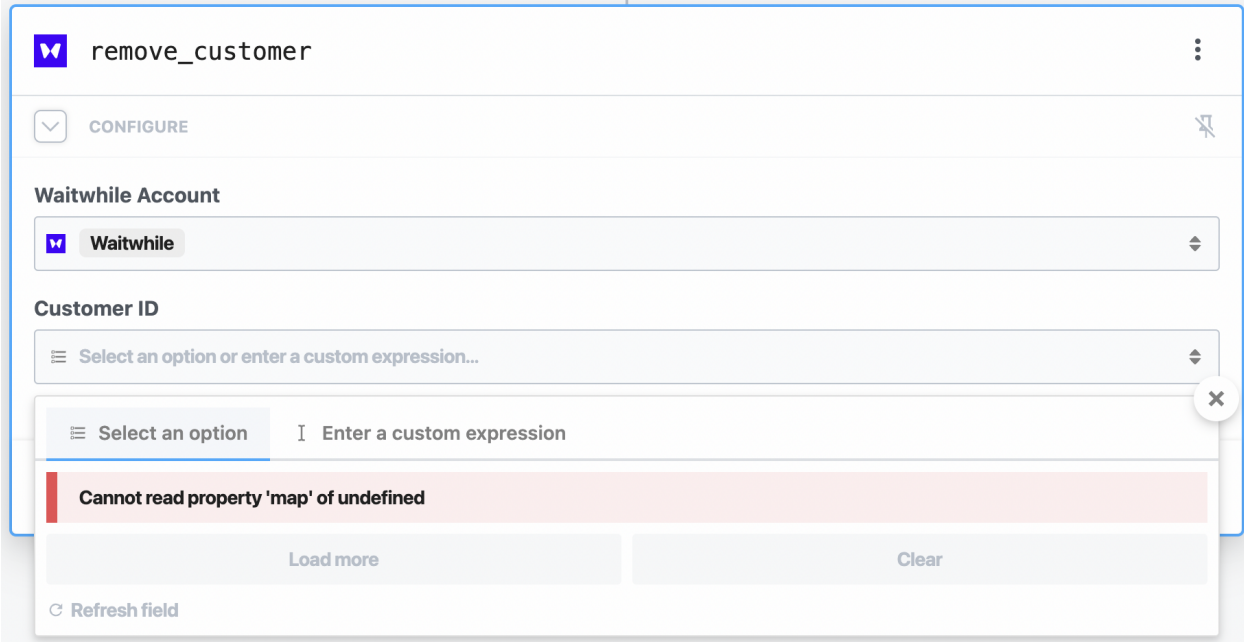 remove_customer
CONFIGURE
Waitwhile Account
Waitwhile
Customer ID
Select an option or enter a custom expression...
Select an option
Enter a custom expression
Cannot read property 'map' of undefined
Load more
Clear
Refresh field